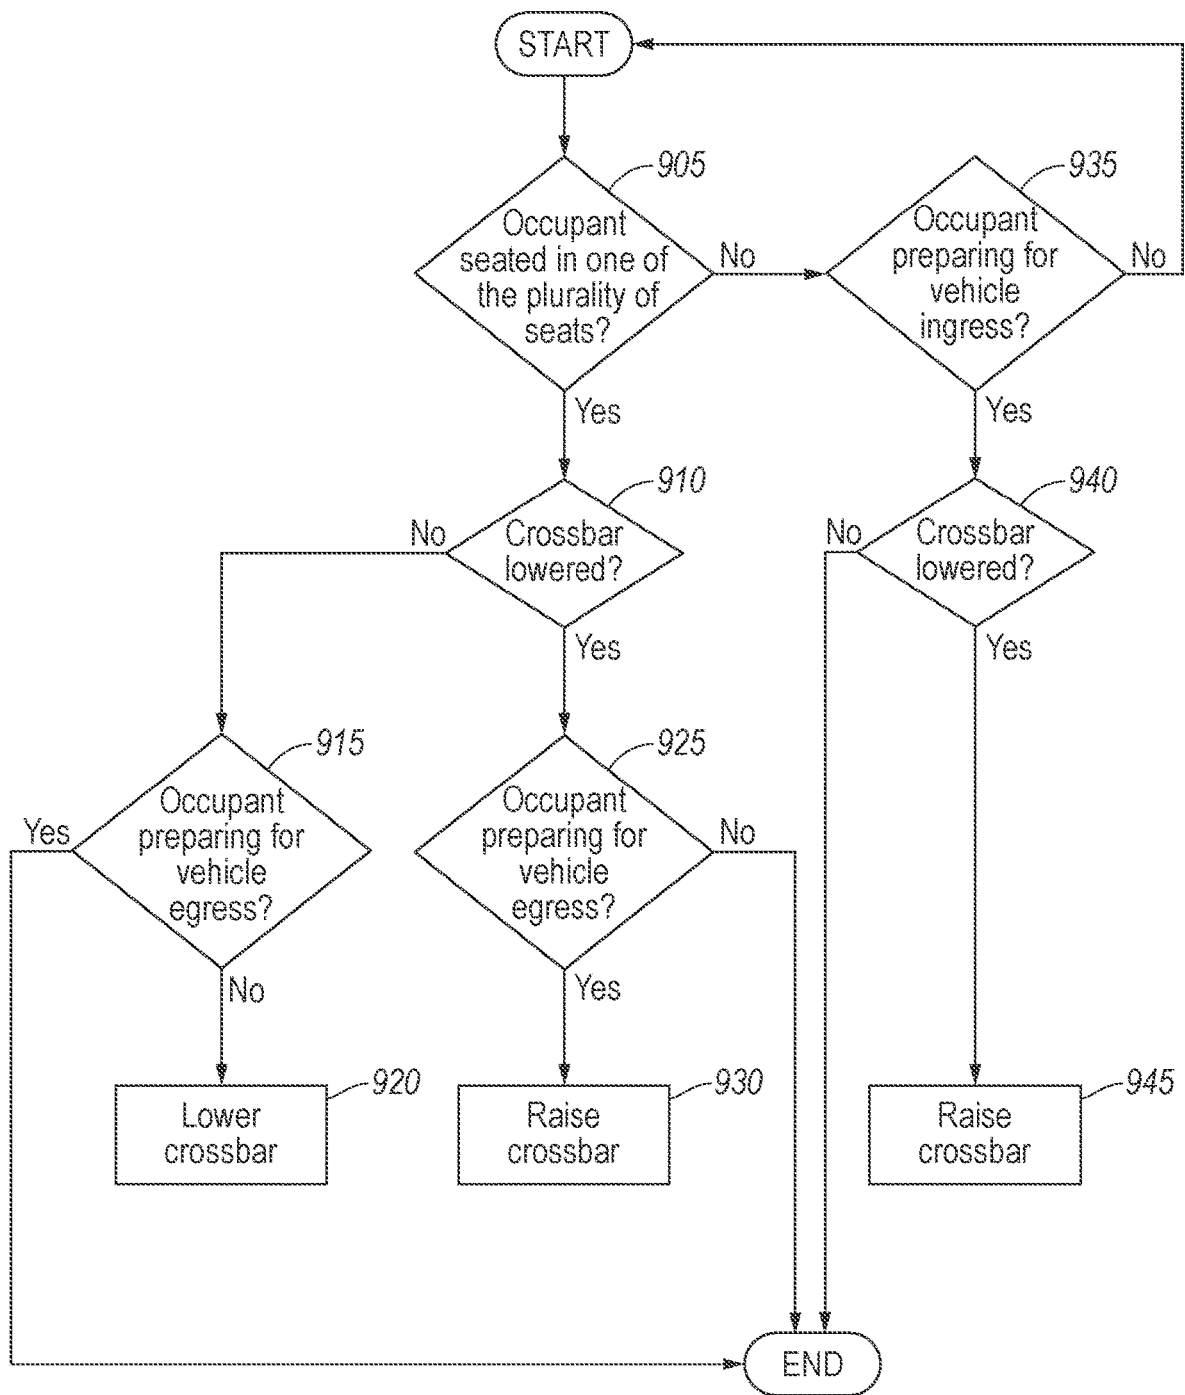 START
905
Occupant
seated in one of
the plurality of
seats?
No
Yes
935
Occupant
preparing for
vehicle
ingress?
No
Yes
910
Crossbar
lowered?
No
Yes
940
Crossbar
lowered?
No
Yes
915
Occupant
preparing for
vehicle
egress?
Yes
No
925
Occupant
preparing for
vehicle
egress?
No
Yes
920
Lower
crossbar
930
Raise
crossbar
945
Raise
crossbar
END